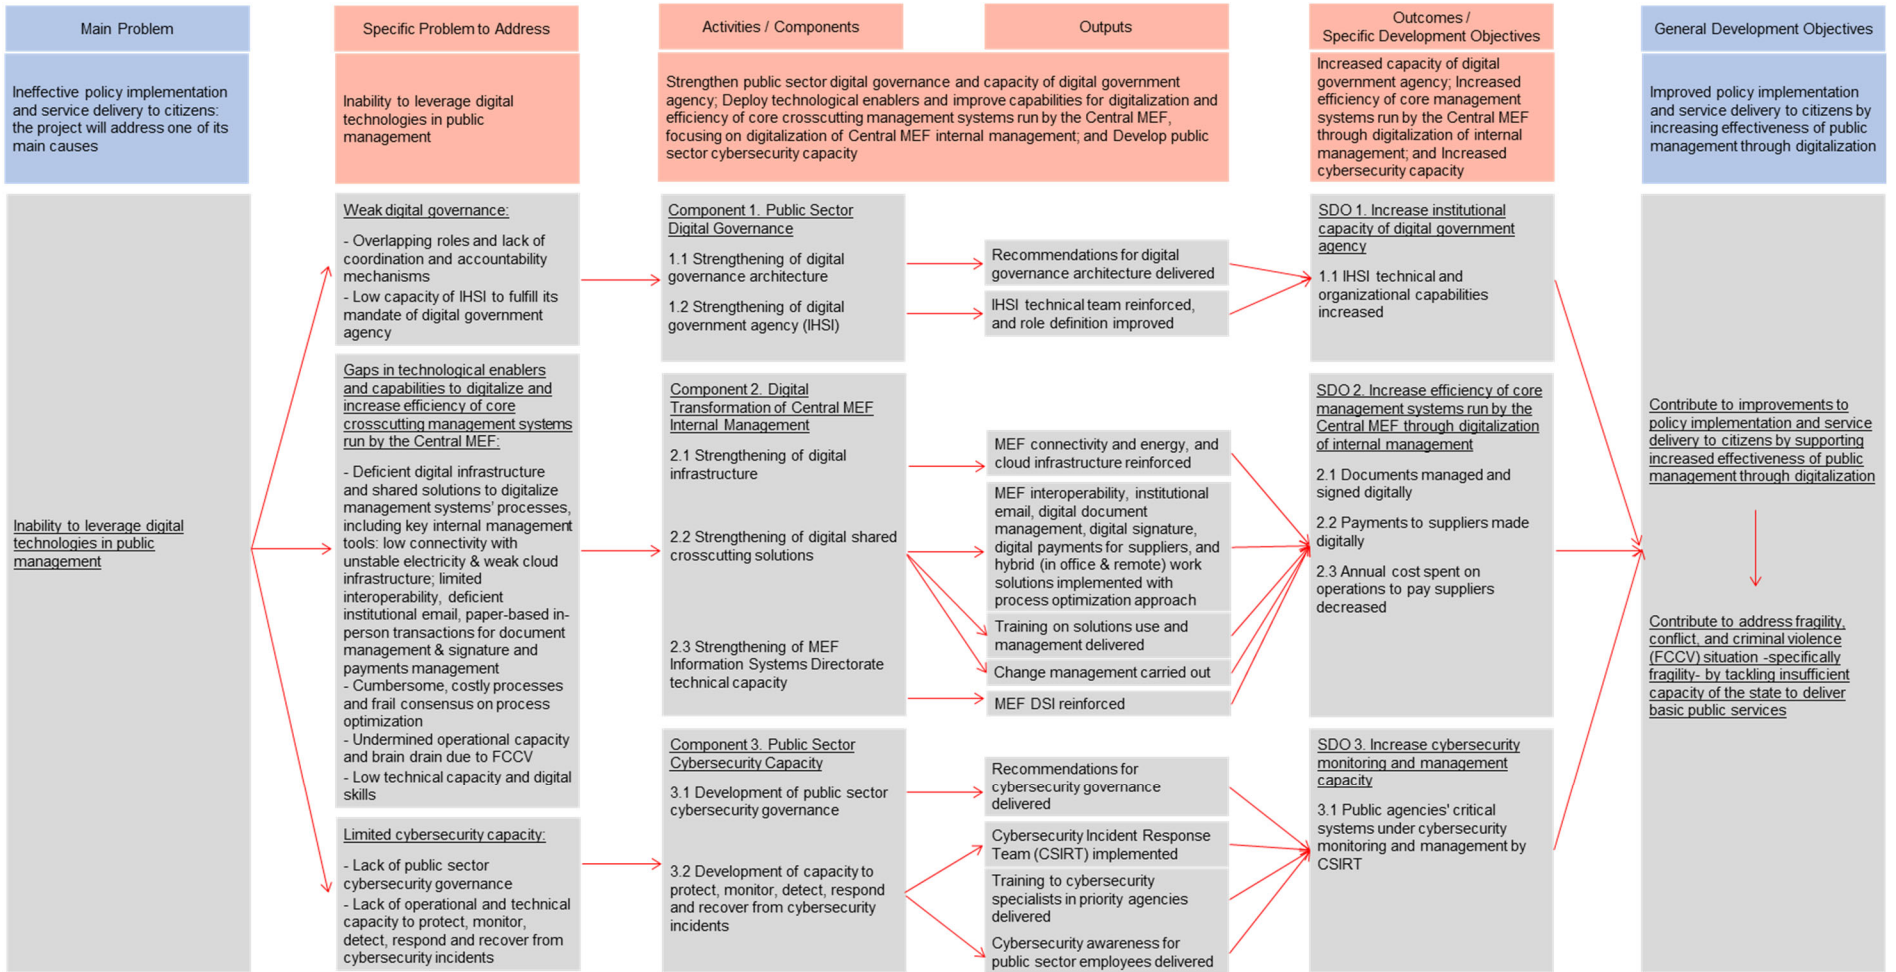 Main Problem
Specific Problem to Address
Activities / Components
Outputs
Outcomes /
Specific Development Objectives
General Development Objectives
Ineffective policy implementation
and service delivery to citizens:
the project will address one of its
main causes
Inability to leverage digital
technologies in public
management
Strengthen public sector digital governance and capacity of digital government
agency; Deploy technological enablers and improve capabilities for digitalization and
efficiency of core crosscutting management systems run by the Central MEF,
focusing on digitalization of Central MEF internal management; and Develop public
sector cybersecurity capacity
Increased capacity of digital
government agency; Increased
efficiency of core management
systems run by the Central MEF
through digitalization of internal
management; and Increased
cybersecurity capacity
Improved policy implementation
and service delivery to citizens by
increasing effectiveness of public
management through digitalization
Inability to leverage digital
technologies in public
management
Weak digital governance:
- Overlapping roles and lack of
coordination and accountability
mechanisms
- Low capacity of IHSI to fulfill its
mandate of digital government
agency
Gaps in technological enablers
and capabilities to digitalize and
increase efficiency of core
crosscutting management systems
run by the Central MEF:
- Deficient digital infrastructure
and shared solutions to digitalize
management systems' processes,
including key internal management
tools: low connectivity with
unstable electricity & weak cloud
infrastructure; limited
interoperability, deficient
institutional email, paper-based in-
person transactions for document
management & signature and
payments management
- Cumbersome, costly processes
and frail consensus on process
optimization
- Undermined operational capacity
and brain drain due to FCCV
- Low technical capacity and digital
skills
Limited cybersecurity capacity:
- Lack of public sector
cybersecurity governance
- Lack of operational and technical
capacity to protect, monitor,
detect, respond and recover from
cybersecurity incidents
Component 1. Public Sector
Digital Governance
1.1 Strengthening of digital
governance architecture
1.2 Strengthening of digital
government agency (IHSI)
Component 2. Digital
Transformation of Central MEF
Internal Management
2.1 Strengthening of digital
infrastructure
2.2 Strengthening of digital shared
crosscutting solutions
2.3 Strengthening of MEF
Information Systems Directorate
technical capacity
Component 3. Public Sector
Cybersecurity Capacity
3.1 Development of public sector
cybersecurity governance
3.2 Development of capacity to
protect, monitor, detect, respond
and recover from cybersecurity
incidents
Recommendations for digital
governance architecture delivered
IHSI technical team reinforced,
and role definition improved
MEF connectivity and energy, and
cloud infrastructure reinforced
MEF interoperability, institutional
email, digital document
management, digital signature,
digital payments for suppliers, and
hybrid (in office & remote) work
solutions implemented with
process optimization approach
Training on solutions use and
management delivered
Change management carried out
MEF DSI reinforced
Recommendations for
cybersecurity governance
delivered
Cybersecurity Incident Response
Team (CSIRT) implemented
Training to cybersecurity
specialists in priority agencies
delivered
Cybersecurity awareness for
public sector employees delivered
SDO 1. Increase institutional
capacity of digital government
agency
1.1 IHSI technical and
organizational capabilities
increased
SDO 2. Increase efficiency of core
management systems run by the
Central MEF through digitalization
of internal management
2.1 Documents managed and
signed digitally
2.2 Payments to suppliers made
digitally
2.3 Annual cost spent on
operations to pay suppliers
decreased
SDO 3. Increase cybersecurity
monitoring and management
capacity
3.1 Public agencies' critical
systems under cybersecurity
monitoring and management by
CSIRT
Contribute to improvements to
policy implementation and service
delivery to citizens by supporting
increased effectiveness of public
management through digitalization
Contribute to address fragility,
conflict, and criminal violence
(FCCV) situation -specifically
fragility- by tackling insufficient
capacity of the state to deliver
basic public services